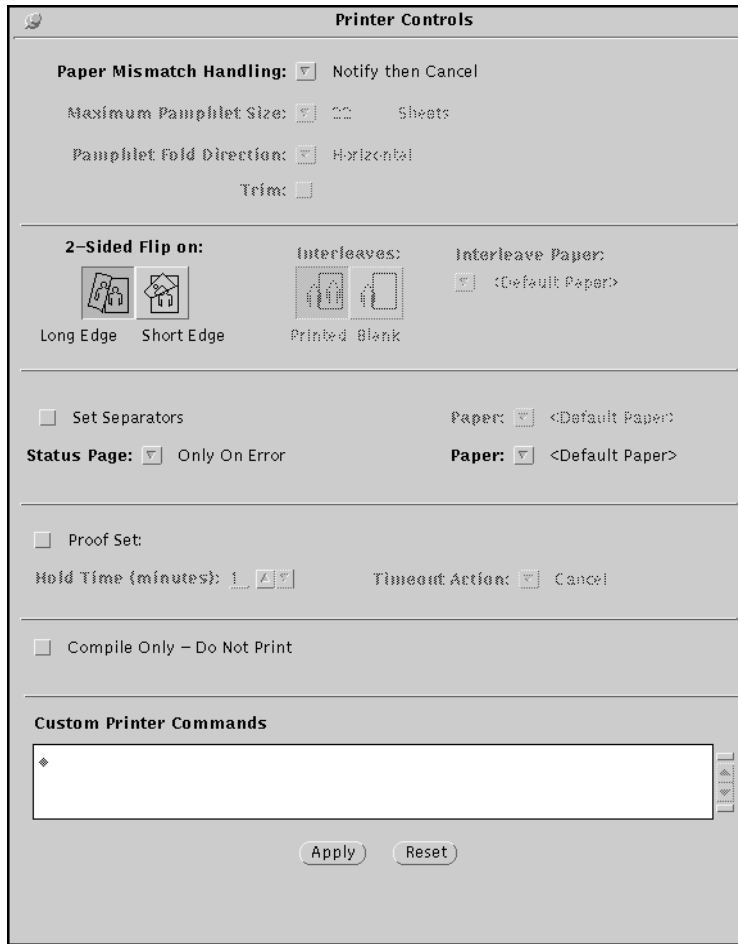 Printer Controls
Paper Mismatch Handling: Notify then Cancel
Maximum Pamphlet Size: 22 Sheets
Pamphlet Fold Direction: Horizontal
Trim:
2–Sided Flip on: Interleaves: Interleave Paper:
<Default Paper>
Long Edge Short Edge Printed Blank
Set Separators Paper: <Default Paper>
Status Page: Only On Error Paper: <Default Paper>
Proof Set:
Hold Time (minutes): 1 Timeout Action: Cancel
Compile Only – Do Not Print
Custom Printer Commands
Apply Reset